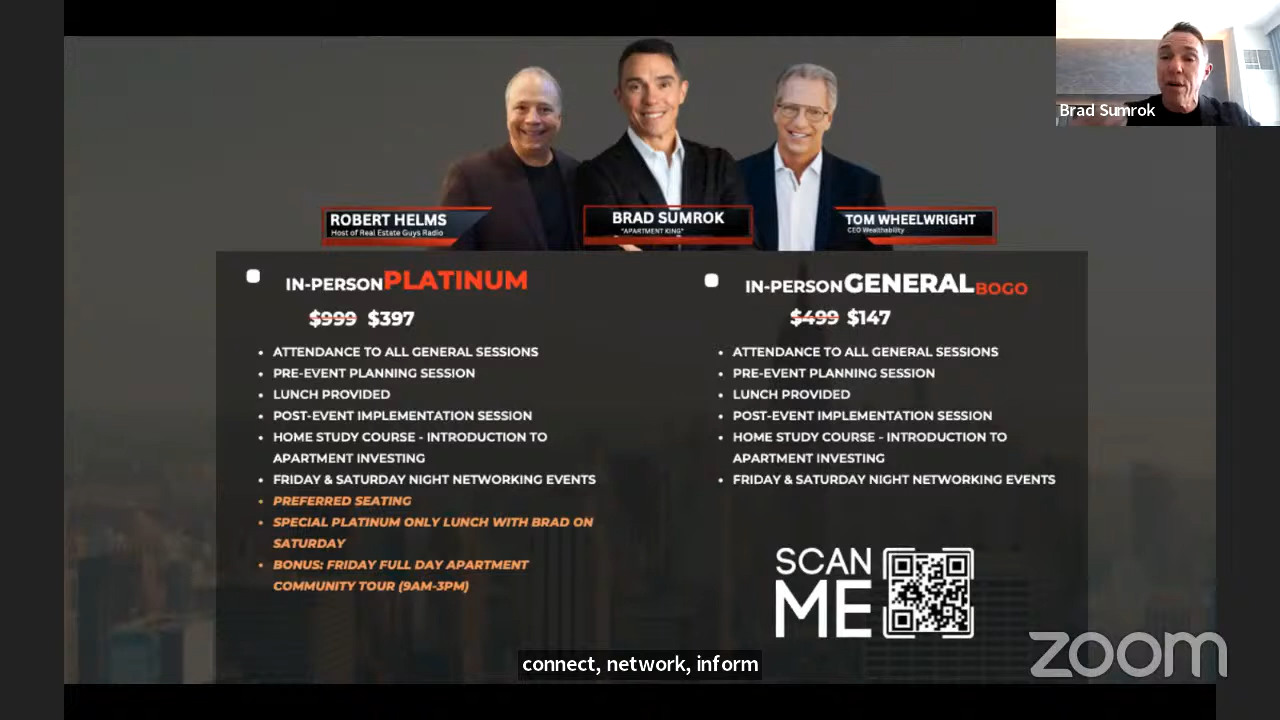 Brad Sumrok
ROBERT HELMS
Host of Real Estate Guys Radio
BRAD SUMROK
"APARTMENT KING"
TOM WHEELWRIGHT
CEO Wealthability
IN-PERSON PLATINUM
$999 $397
• ATTENDANCE TO ALL GENERAL SESSIONS
• PRE-EVENT PLANNING SESSION
• LUNCH PROVIDED
• POST-EVENT IMPLEMENTATION SESSION
• HOME STUDY COURSE - INTRODUCTION TO
APARTMENT INVESTING
• FRIDAY & SATURDAY NIGHT NETWORKING EVENTS
• PREFERRED SEATING
• SPECIAL PLATINUM ONLY LUNCH WITH BRAD ON
SATURDAY
• BONUS: FRIDAY FULL DAY APARTMENT
COMMUNITY TOUR (9AM-3PM)
IN-PERSON GENERAL BOGO
$499 $147
• ATTENDANCE TO ALL GENERAL SESSIONS
• PRE-EVENT PLANNING SESSION
• LUNCH PROVIDED
• POST-EVENT IMPLEMENTATION SESSION
• HOME STUDY COURSE - INTRODUCTION TO
APARTMENT INVESTING
• FRIDAY & SATURDAY NIGHT NETWORKING EVENTS
SCAN
ME
connect, network, inform
zoom